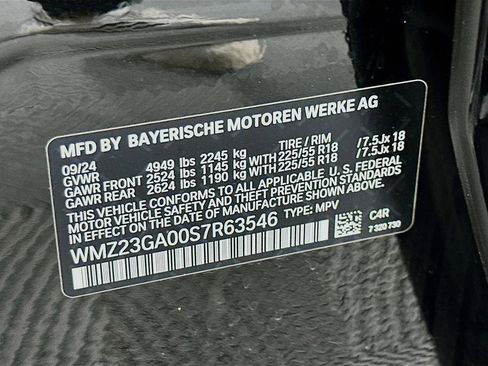 MFD BY BAYERISCHE MOTOREN WERKE AG
09/24 TIRE / RIM
GVWR 4949 lbs 2245 kg
GAWR FRONT 2524 lbs 1145 kg WITH 225/55 R18 / 7.5Jx 18
GAWR REAR 2624 lbs 1190 kg WITH 225/55 R18 / 7.5Jx 18
THIS VEHICLE CONFORMS TO ALL APPLICABLE U. S. FEDERAL
MOTOR VEHICLE SAFETY AND THEFT PREVENTION STANDARDS
IN EFFECT ON THE DATE OF MANUFACTURE SHOWN ABOVE.
WMZ23GA00S7R63546 TYPE: MPV
C4R
7 320 730